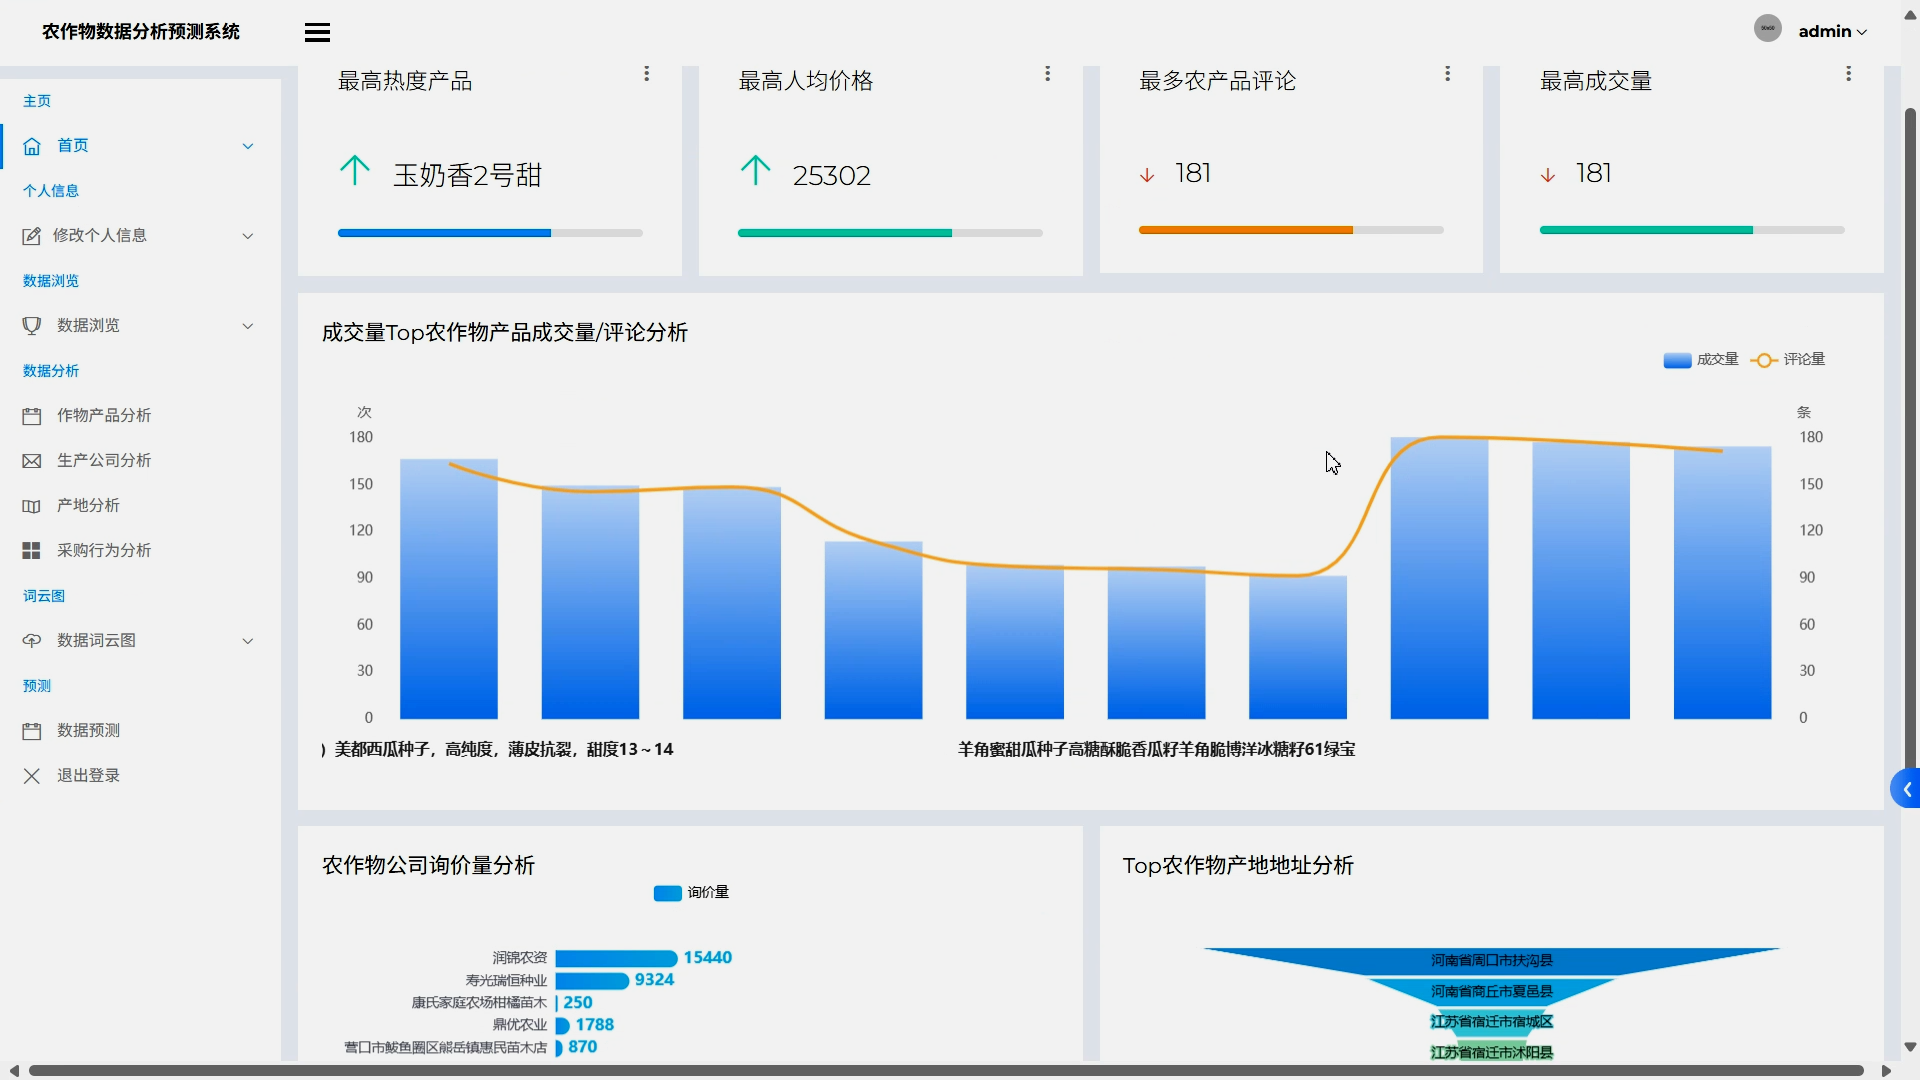 农作物数据分析预测系统
admin
主页
首页
个人信息
修改个人信息
数据浏览
数据浏览
数据分析
作物产品分析
生产公司分析
产地分析
采购行为分析
词云图
数据词云图
预测
数据预测
退出登录
最高热度产品
玉奶香2号甜
最高人均价格
25302
最多农产品评论
181
最高成交量
181
成交量Top农作物产品成交量/评论分析
成交量 评论量
次
条
180
150
120
90
60
30
0
180
150
120
90
60
30
0
）美都西瓜种子，高纯度，薄皮抗裂，甜度13～14
羊角蜜甜瓜种子高糖酥脆香瓜籽羊角脆博洋冰糖籽61绿宝
农作物公司询价量分析
询价量
润锦农资 15440
寿光瑞恒种业 9324
康氏家庭农场柑橘苗木 250
鼎优农业 1788
营口市鲅鱼圈区熊岳镇惠民苗木店 870
Top农作物产地地址分析
河南省周口市扶沟县
河南省商丘市夏邑县
江苏省宿迁市宿城区
江苏省宿迁市沭阳县